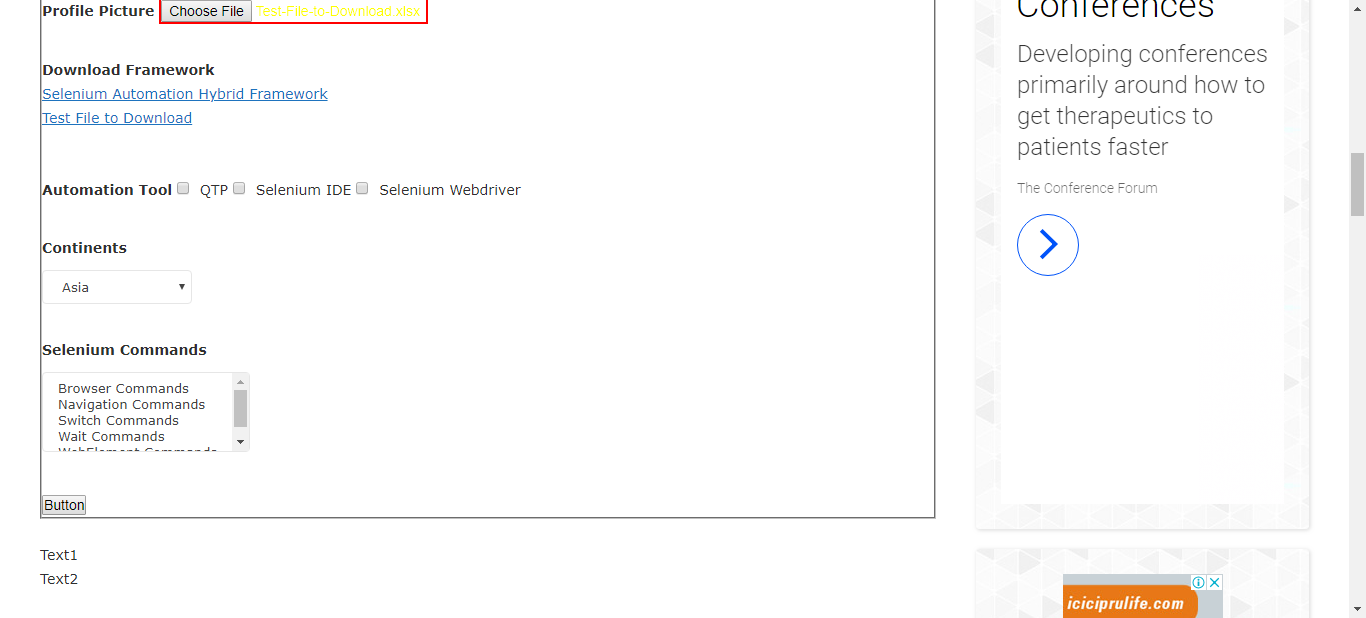 Profile Picture Choose File Test-File-to-Download.xlsx
Download Framework
Selenium Automation Hybrid Framework
Test File to Download
Automation Tool QTP Selenium IDE Selenium Webdriver
Continents
Asia
Selenium Commands
Browser Commands
Navigation Commands
Switch Commands
Wait Commands
WebElement Commands
Button
Text1
Text2
Conferences
Developing conferences
primarily around how to
get therapeutics to
patients faster
The Conference Forum
iciciprulife.com